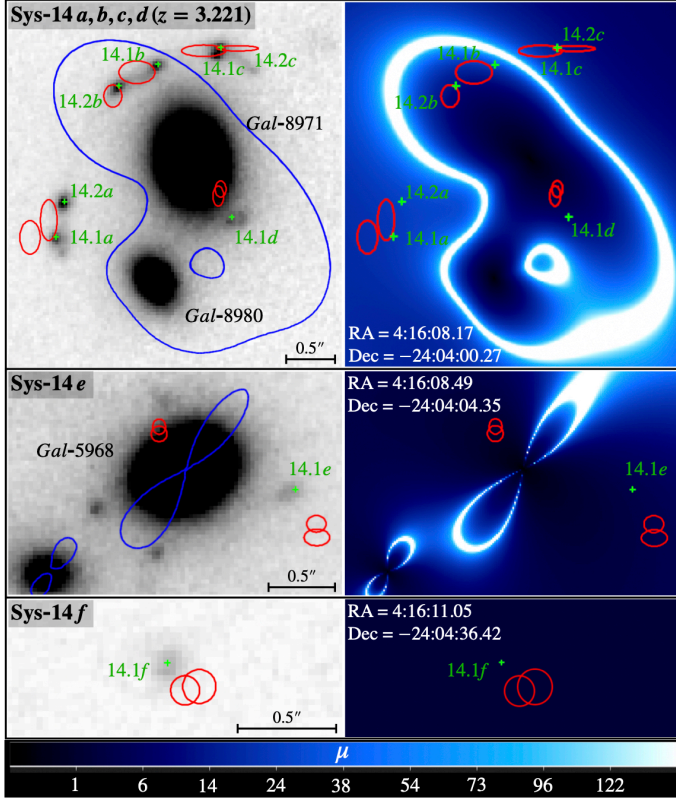 Sys-14 a, b, c, d (z = 3.221)
14.1b
14.2c
14.1c
14.2b
Gal-8971
14.2a
14.1a
14.1d
Gal-8980
0.5″
14.1b
14.2c
14.1c
14.2b
14.2a
14.1a
14.1d
RA = 4:16:08.17
Dec = −24:04:00.27
Sys-14 e
Gal-5968
14.1e
0.5″
RA = 4:16:08.49
Dec = −24:04:04.35
14.1e
Sys-14 f
14.1f
0.5″
RA = 4:16:11.05
Dec = −24:04:36.42
14.1f
μ
1 6 14 24 38 54 73 96 122